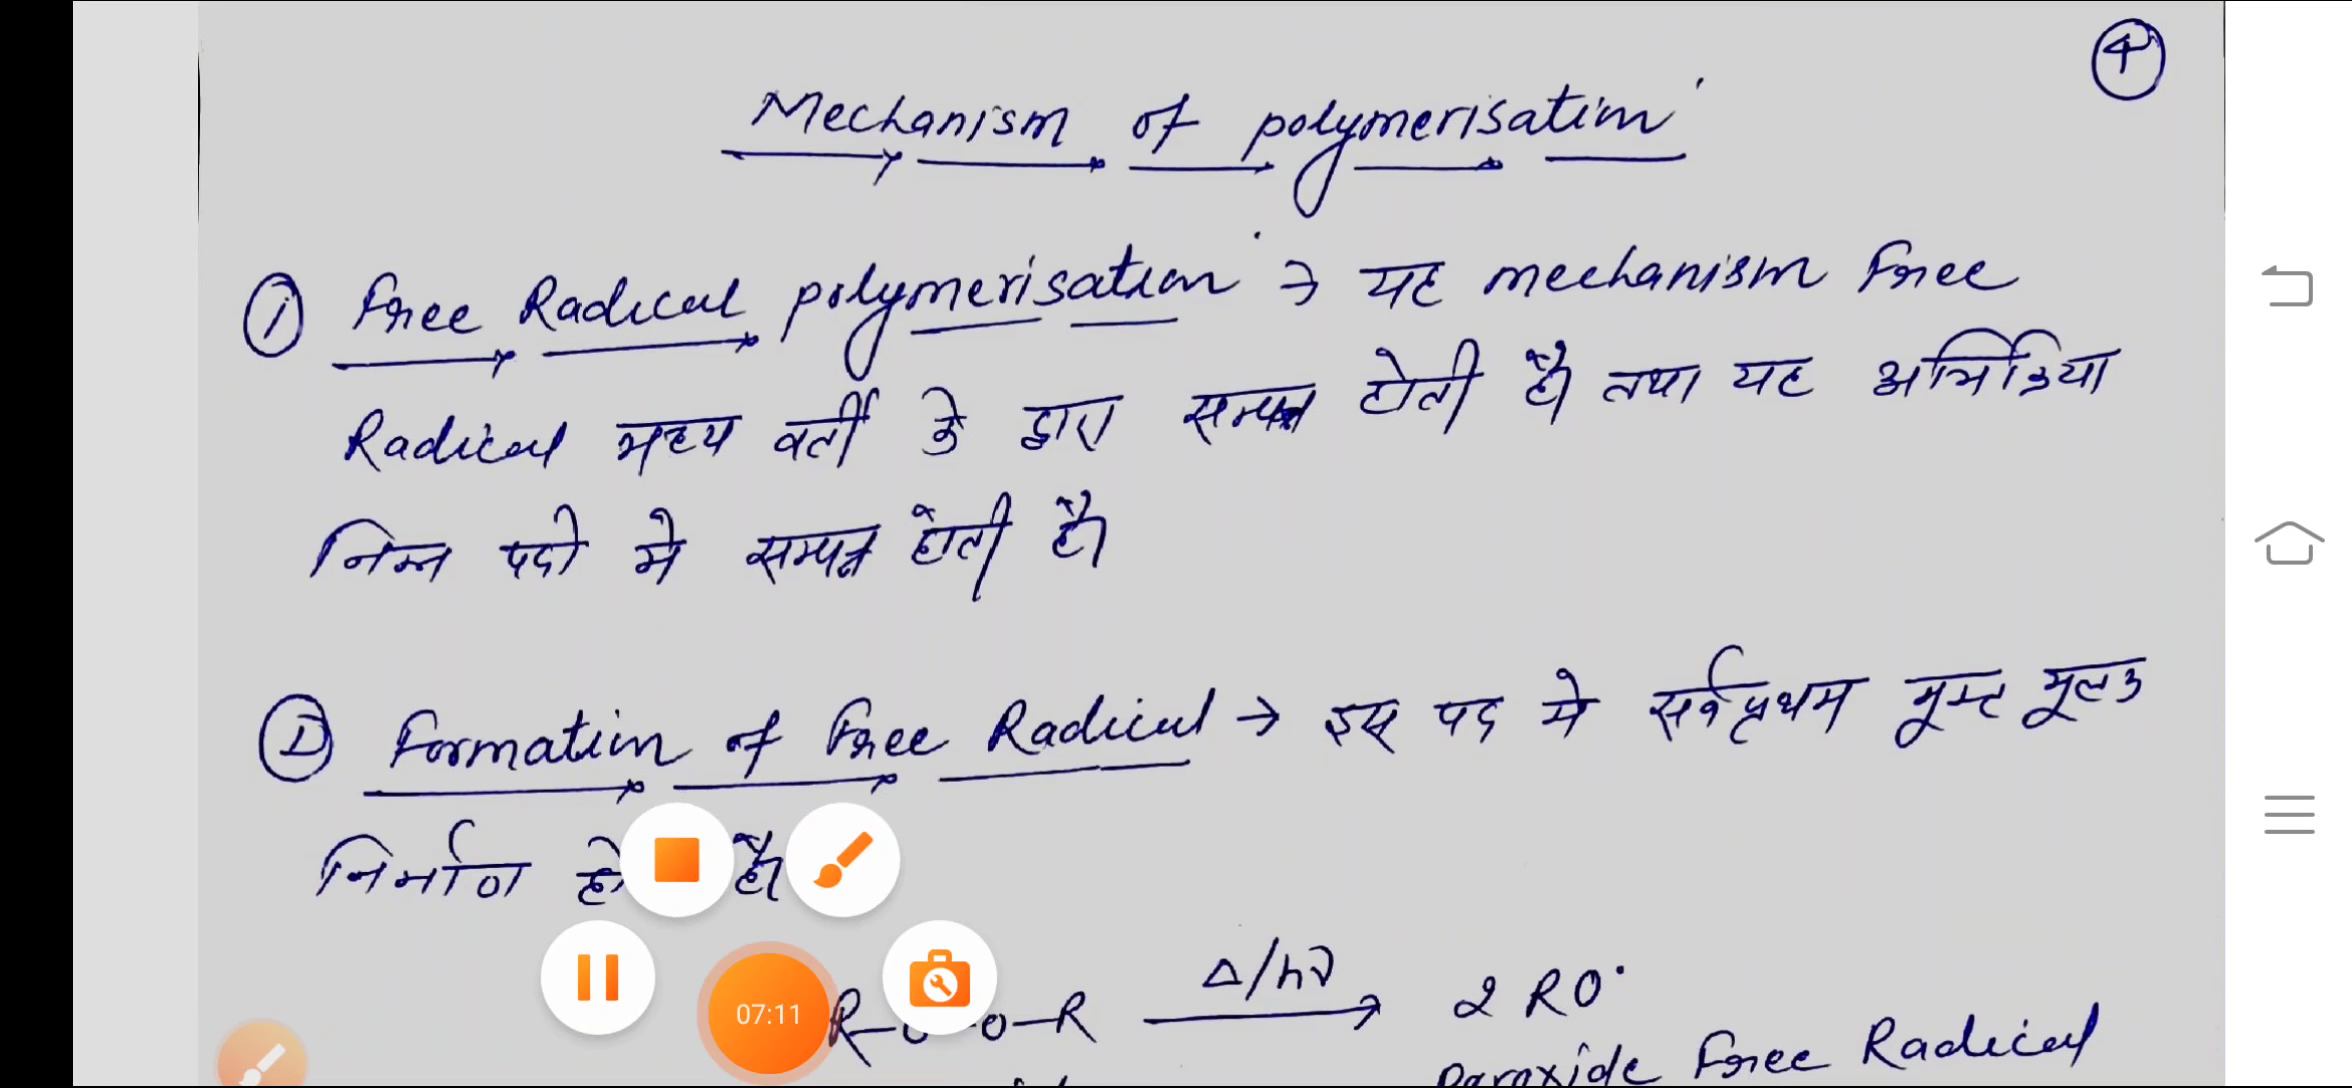 4
Mechanism of polymerisation
① Free Radical polymerisation → यह mechanism Free
Radical मध्य वर्ती के द्वारा सम्पन्न होती है तथा यह अभिक्रिया
निम्न पदो मे सम्पन्न होती है।
① Formation of Free Radical → इस पद मे सर्वप्रथम मुक्त मूलक
निर्माण है।
07:11
R- -o-R Δ/hν → 2 RO•
Free Radical